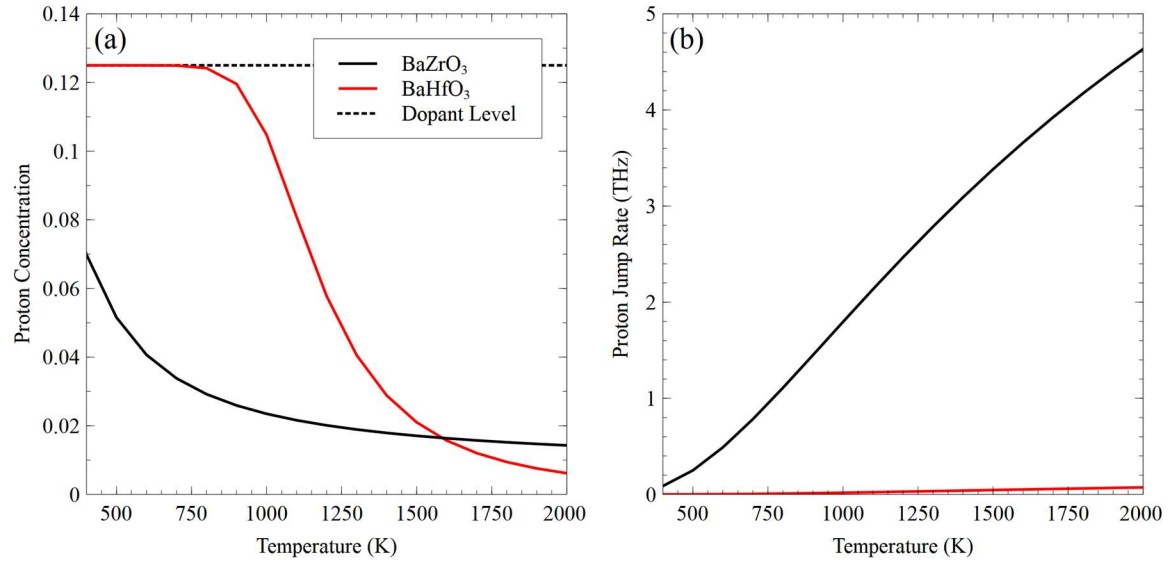 (a)
BaZrO₃
BaHfO₃
Dopant Level
Proton Concentration
0.14
0.12
0.1
0.08
0.06
0.04
0.02
0
500 750 1000 1250 1500 1750 2000
Temperature (K)
(b)
Proton Jump Rate (THz)
5
4
3
2
1
0
500 750 1000 1250 1500 1750 2000
Temperature (K)